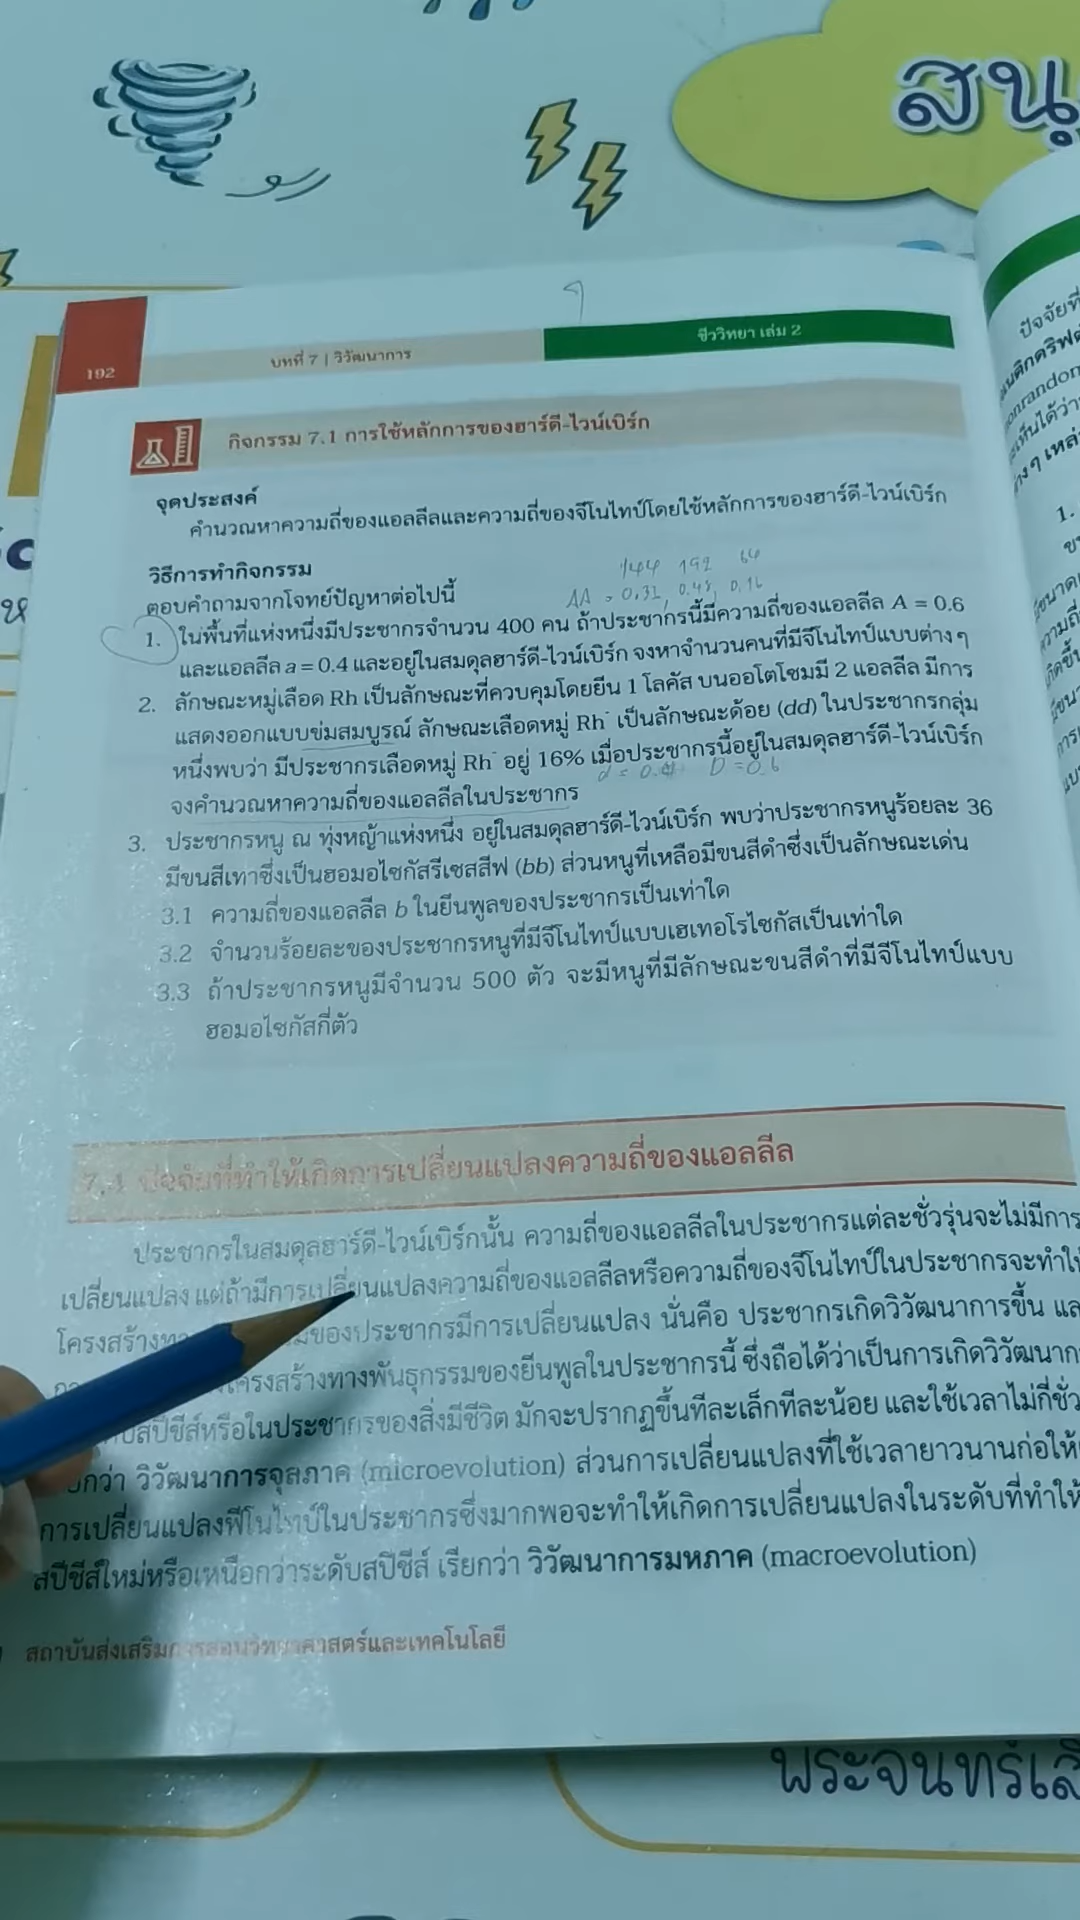 สนุ
192
บทที่ 7 | วิวัฒนาการ
ชีววิทยา เล่ม 2
กิจกรรม 7.1 การใช้หลักการของฮาร์ดี-ไวน์เบิร์ก
จุดประสงค์
คำนวณหาความถี่ของแอลลีลและความถี่ของจีโนไทป์โดยใช้หลักการของฮาร์ดี-ไวน์เบิร์ก
วิธีการทำกิจกรรม
144 192 64
ตอบคำถามจากโจทย์ปัญหาต่อไปนี้
AA = 0.31, 0.48, 0.16
1. ในพื้นที่แห่งหนึ่งมีประชากรจำนวน 400 คน ถ้าประชากรนี้มีความถี่ของแอลลีล A = 0.6
และแอลลีล a = 0.4 และอยู่ในสมดุลฮาร์ดี-ไวน์เบิร์ก จงหาจำนวนคนที่มีจีโนไทป์แบบต่างๆ
2. ลักษณะหมู่เลือด Rh เป็นลักษณะที่ควบคุมโดยยีน 1 โลคัส บนออโตโซมมี 2 แอลลีล มีการ
แสดงออกแบบข่มสมบูรณ์ ลักษณะเลือดหมู่ Rh⁻ เป็นลักษณะด้อย (dd) ในประชากรกลุ่ม
หนึ่งพบว่า มีประชากรเลือดหมู่ Rh⁻ อยู่ 16% เมื่อประชากรนี้อยู่ในสมดุลฮาร์ดี-ไวน์เบิร์ก
d = 0.4 D = 0.6
จงคำนวณหาความถี่ของแอลลีลในประชากร
3. ประชากรหนู ณ ทุ่งหญ้าแห่งหนึ่ง อยู่ในสมดุลฮาร์ดี-ไวน์เบิร์ก พบว่าประชากรหนูร้อยละ 36
มีขนสีเทาซึ่งเป็นฮอมอไซกัสรีเซสสีฟ (bb) ส่วนหนูที่เหลือมีขนสีดำซึ่งเป็นลักษณะเด่น
3.1 ความถี่ของแอลลีล b ในยีนพูลของประชากรเป็นเท่าใด
3.2 จำนวนร้อยละของประชากรหนูที่มีจีโนไทป์แบบเฮเทอโรไซกัสเป็นเท่าใด
3.3 ถ้าประชากรหนูมีจำนวน 500 ตัว จะมีหนูที่มีลักษณะขนสีดำที่มีจีโนไทป์แบบ
ฮอมอไซกัสกี่ตัว
7.4 ปัจจัยที่ทำให้เกิดการเปลี่ยนแปลงความถี่ของแอลลีล
ประชากรในสมดุลฮาร์ดี-ไวน์เบิร์กนั้น ความถี่ของแอลลีลในประชากรแต่ละชั่วรุ่นจะไม่มีการ
เปลี่ยนแปลง แต่ถ้ามีการเปลี่ยนแปลงความถี่ของแอลลีลหรือความถี่ของจีโนไทป์ในประชากรจะทำให้
โครงสร้างทา ของประชากรมีการเปลี่ยนแปลง นั่นคือ ประชากรเกิดวิวัฒนาการขึ้น แล
โครงสร้างทางพันธุกรรมของยีนพูลในประชากรนี้ ซึ่งถือได้ว่าเป็นการเกิดวิวัฒนาก
สปีชีส์หรือในประชากรของสิ่งมีชีวิต มักจะปรากฏขึ้นทีละเล็กทีละน้อย และใช้เวลาไม่กี่ชั่ว
กว่า วิวัฒนาการจุลภาค (microevolution) ส่วนการเปลี่ยนแปลงที่ใช้เวลายาวนานก่อให้
การเปลี่ยนแปลงฟีโนไทป์ในประชากรซึ่งมากพอจะทำให้เกิดการเปลี่ยนแปลงในระดับที่ทำให้
สปีชีส์ใหม่หรือเหนือกว่าระดับสปีชีส์ เรียกว่า วิวัฒนาการมหภาค (macroevolution)
สถาบันส่งเสริมการสอนวิทยาศาสตร์และเทคโนโลยี
ปัจจัยที่
onrandon
1.
พระจันทร์เสี